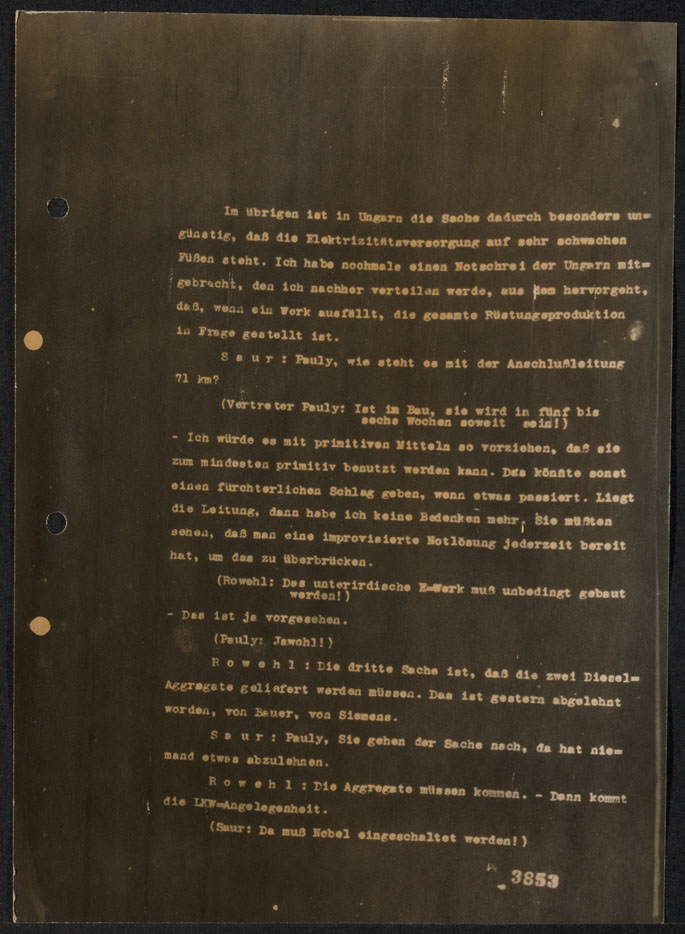 4
Im übrigen ist in Ungarn die Sache dadurch besonders un=
günstig, daß die Elektrizitätsversorgung auf sehr schwachen
Füßen steht. Ich habe nochmals einen Notschrei der Ungarn mit=
gebracht, den ich nachher verteilen werde, aus dem hervorgeht,
daß, wenn ein Werk ausfällt, die gesamte Rüstungsproduktion
in Frage gestellt ist.
S a u r : Pauly, wie steht es mit der Anschlußleitung
71 km?
(Vertreter Pauly: Ist im Bau, sie wird in fünf bis
sechs Wochen soweit sein!)
- Ich würde es mit primitiven Mitteln so vorziehen, daß sie
zum mindesten primitiv benutzt werden kann. Das könnte sonst
einen fürchterlichen Schlag geben, wenn etwas passiert. Liegt
die Leitung, dann habe ich keine Bedenken mehr, Sie müßten
sehen, daß man eine improvisierte Notlösung jederzeit bereit
hat, um das zu überbrücken.
(Rowehl: Das unterirdische E=Werk muß unbedingt gebaut
werden!)
- Das ist ja vorgesehen.
(Pauly: Jawohl!)
R o w e h l : Die dritte Sache ist, daß die zwei Diesel=
Aggregate geliefert werden müssen. Das ist gestern abgelehnt
worden, von Bauer, von Siemens.
S a u r : Pauly, Sie gehen der Sache nach, da hat nie=
mand etwas abzulehnen.
R o w e h l : Die Aggregate müssen kommen. - Dann kommt
die LKW=Angelegenheit.
(Saur: Da muß Nobel eingeschaltet werden!)
3853